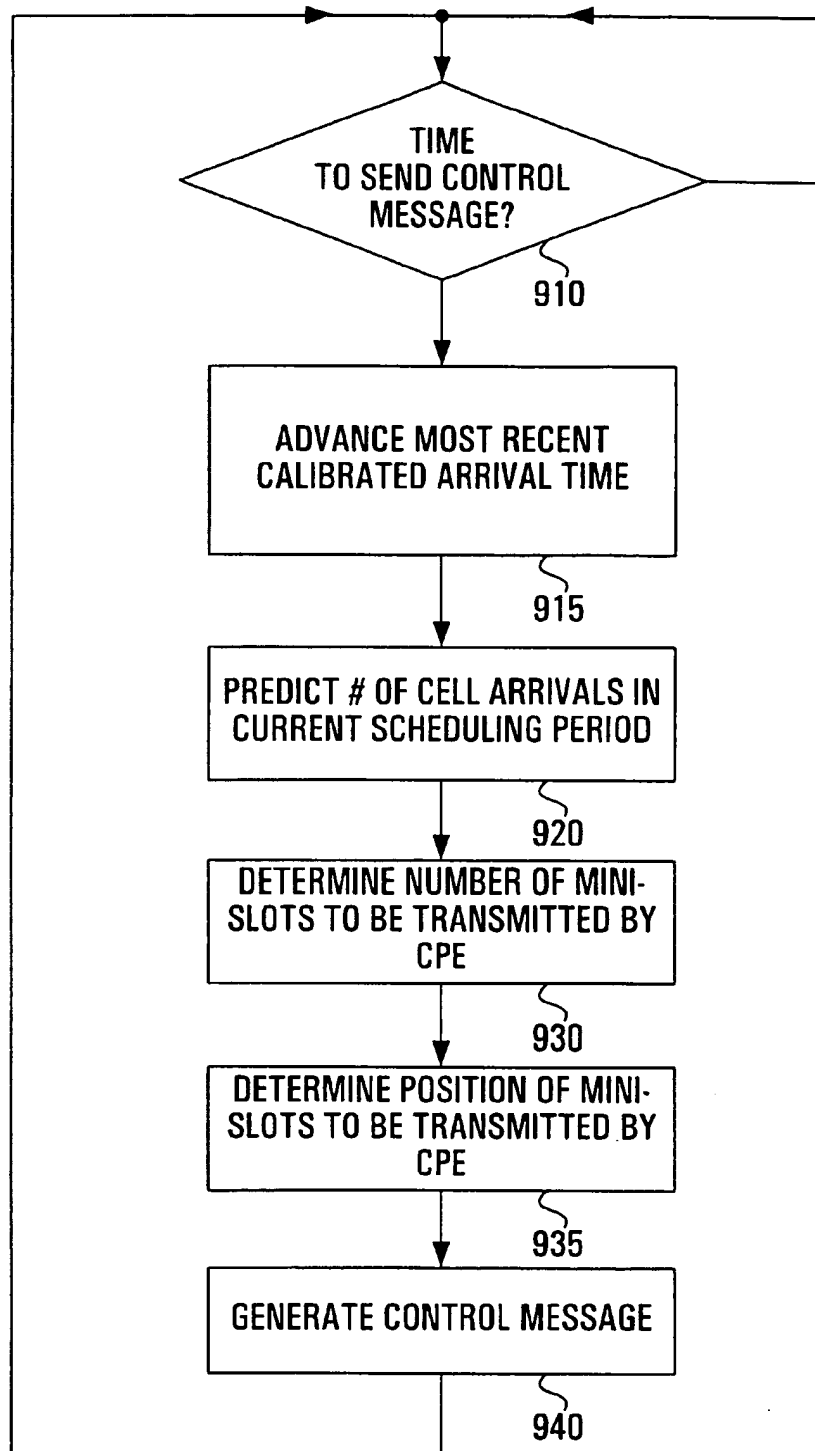 TIME
TO SEND CONTROL
MESSAGE?
910
ADVANCE MOST RECENT
CALIBRATED ARRIVAL TIME
915
PREDICT # OF CELL ARRIVALS IN
CURRENT SCHEDULING PERIOD
920
DETERMINE NUMBER OF MINI-
SLOTS TO BE TRANSMITTED BY
CPE
930
DETERMINE POSITION OF MINI-
SLOTS TO BE TRANSMITTED BY
CPE
935
GENERATE CONTROL MESSAGE
940